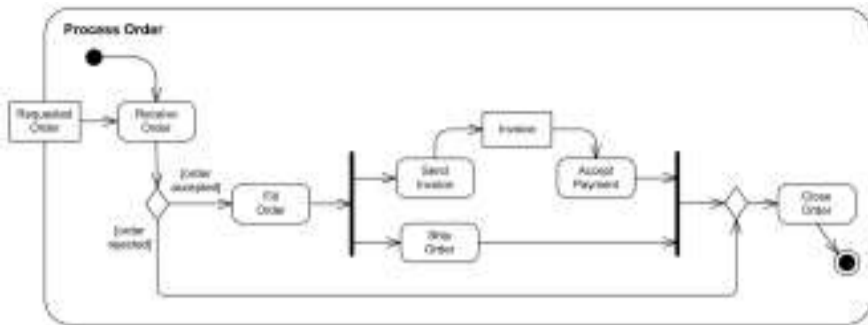 Process Order
Requested
Order
Receive
Order
[order
accepted]
[order
rejected]
Fill
Order
Send
Invoice
Invoice
Accept
Payment
Ship
Order
Close
Order